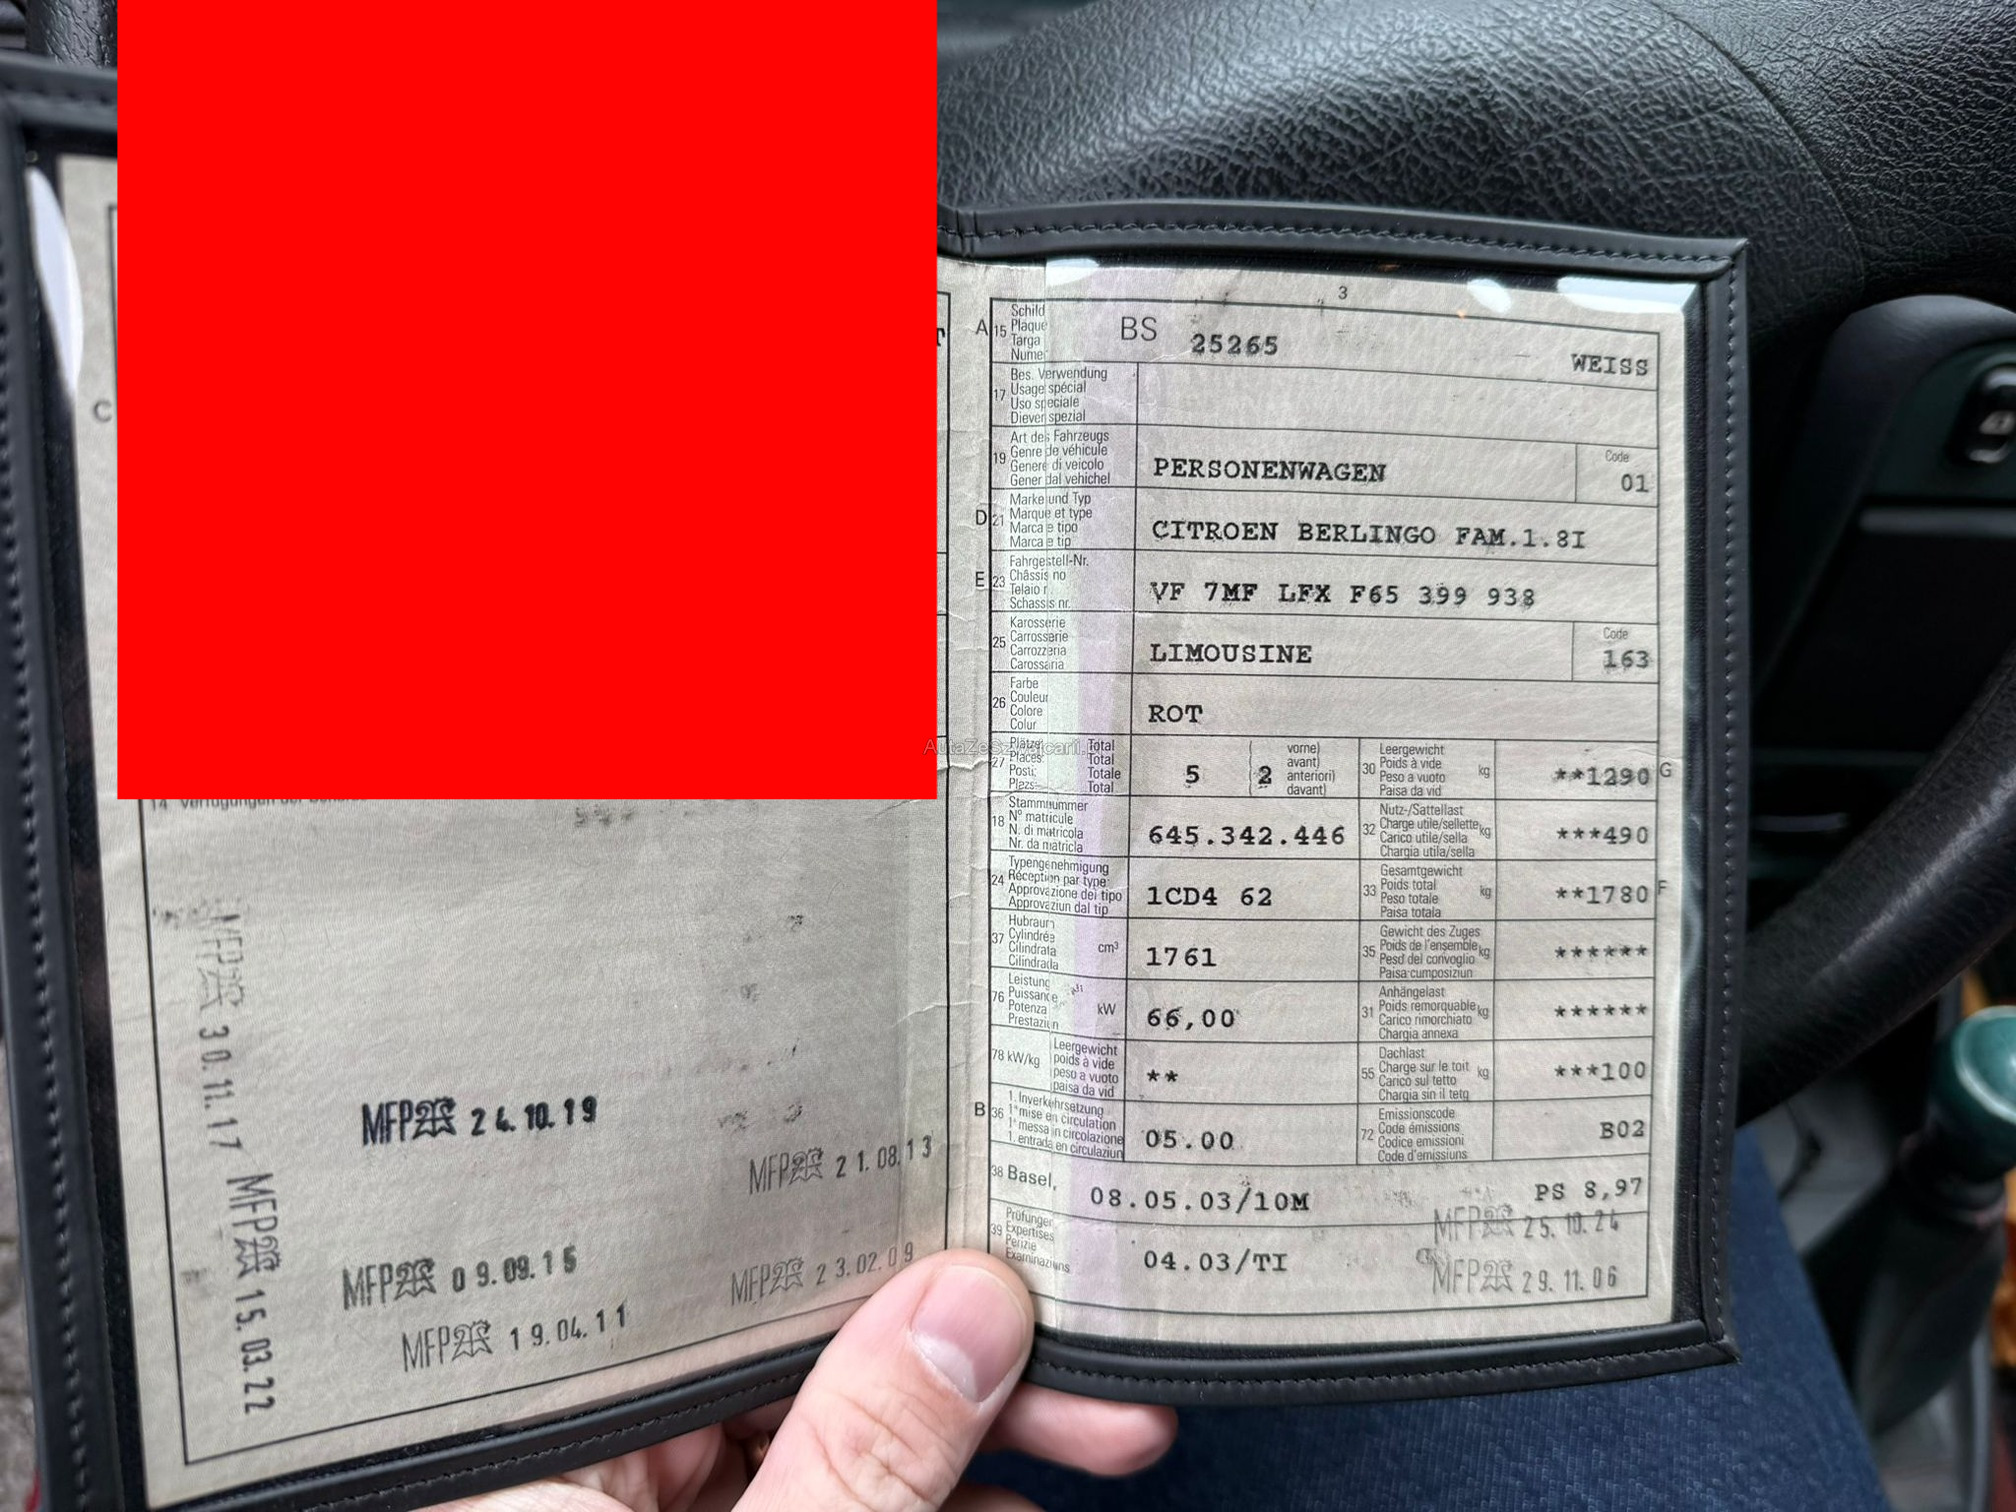 C
MFP 30.11.17
MFP 24.10.19
MFP 21.08.13
MFP 15.03.22
MFP 09.09.15
MFP 23.02.09
MFP 19.04.11
3
A 15 Schild
Plaque
Targa
BS 25265 WEISS
17 Bes. Verwendung
Usage spécial
Uso speciale
Diever spezial
19 Art des Fahrzeugs
Genre de véhicule
Genere di veicolo
Gener dal vehichel
PERSONENWAGEN
Code
01
D 21 Marke und Typ
Marque et type
Marca e tipo
Marca e tip
CITROEN BERLINGO FAM.1.8I
E 23 Fahrgestell-Nr.
Châssis no
Telaio
Schassis nr.
VF 7MF LFX F65 399 938
25 Karosserie
Carrosserie
Carrozzeria
Carossaria
LIMOUSINE
Code
163
26 Farbe
Couleur
Colore
Colur
ROT
27 Plätze Total
Places Total
Posti Totale
Plazs Total
5 ( 2 vorne)
avant)
anteriori)
davant)
30 Leergewicht
Poids à vide
Peso a vuoto
Paisa da vid
kg
**1290 G
18 Stammnummer
N° matricule
N. di matricola
Nr. da matricla
645.342.446
32 Nutz-/Sattellast
Charge utile/sellette
Carico utile/sella
Chargia utila/sella
kg
***490
24 Typengenehmigung
Réception par type
Approvazione del tipo
Approvaziun dal tip
1CD4 62
33 Gesamtgewicht
Poids total
Peso totale
Paisa totala
kg
**1780 F
37 Hubraum
Cylindrée
Cilindrata
Cilindrada
cm³
1761
35 Gewicht des Zuges
Poids de l'ensemble
Peso del convoglio
Paisa cumposiziun
kg
******
76 Leistung
Puissance
Potenza
Prestaziun
kW
66,00
31 Anhängelast
Poids remorquable
Carico rimorchiato
Chargia annexa
kg
******
78 kW/kg Leergewicht
poids à vide
peso a vuoto
paisa da vid
**
55 Dachlast
Charge sur le toit
Carico sul tetto
Chargia sin il tetg
kg
***100
B 36 1. Inverkehrsetzung
1re mise en circulation
1a messa in circolazione
1. entrada en circulaziun
05.00
72 Emissionscode
Code émissions
Codice emissioni
Code d'emissiuns
B02
38 Basel,
08.05.03/10M
PS 8,97
MFP 25.10.24
39 Prüfungen
Expertises
Perizie
Examinaziuns
04.03/TI
MFP 29.11.06